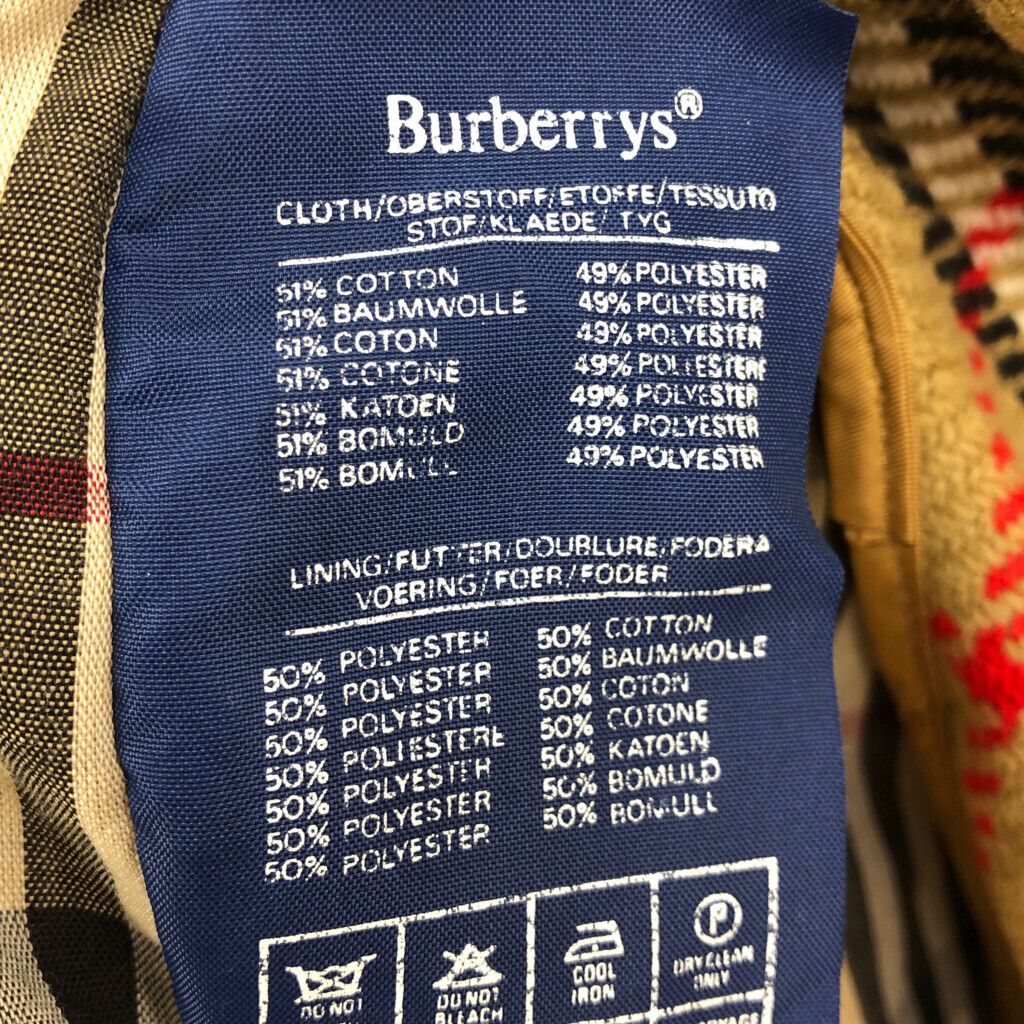 Burberrys®
CLOTH/OBERSTOFF/ETOFFE/TESSUTO
STOF/KLAEDE/TYG
51% COTTON 49% POLYESTER
51% BAUMWOLLE 49% POLYESTER
51% COTON 49% POLYESTER
51% COTONE 49% POLIESTERE
51% KATOEN 49% POLYESTER
51% BOMULD 49% POLYESTER
51% BOMULL 49% POLYESTER
LINING/FUTTER/DOUBLURE/FODERA
VOERING/FOER/FODER
50% POLYESTER 50% COTTON
50% POLYESTER 50% BAUMWOLLE
50% POLYESTER 50% COTON
50% POLIESTERE 50% COTONE
50% POLYESTER 50% KATOEN
50% POLYESTER 50% BOMULD
50% POLYESTER 50% BOMULL
DO NOT
DO NOT
BLEACH
COOL
IRON
P
DRY CLEAN
ONLY